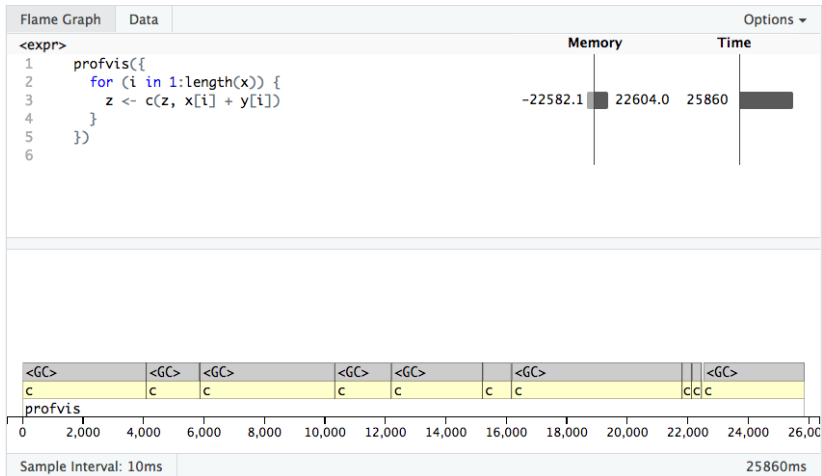 Flame Graph Data Options ▾
<expr> Memory Time
1 profvis({
2 for (i in 1:length(x)) {
3 z <- c(z, x[i] + y[i]) -22582.1 22604.0 25860
4 }
5 })
6
<GC> <GC> <GC> <GC> <GC> <GC> <GC>
c c c c c c c c c c
profvis
0 2,000 4,000 6,000 8,000 10,000 12,000 14,000 16,000 18,000 20,000 22,000 24,000 26,00
Sample Interval: 10ms 25860ms